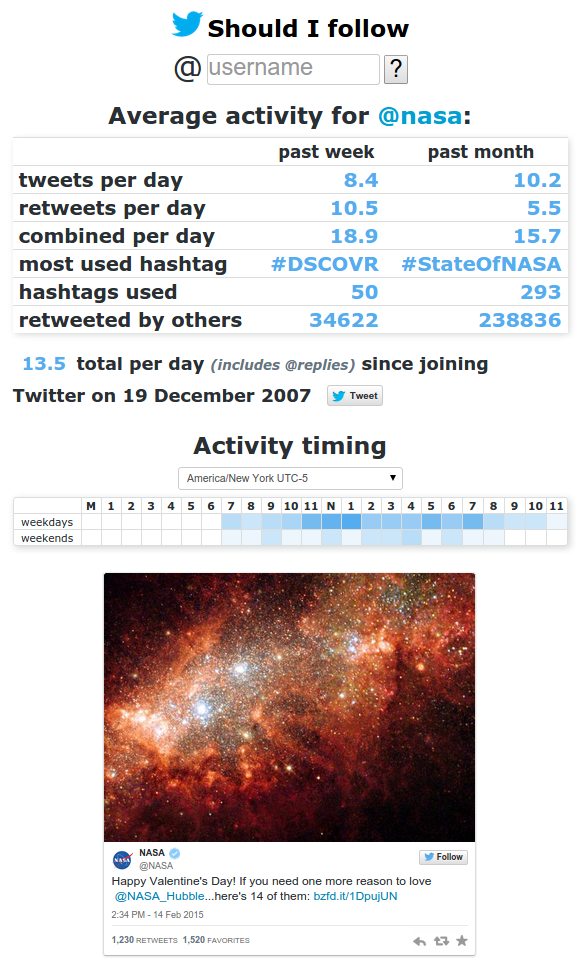 Should I follow
@ username ?
Average activity for @nasa:
past week past month
tweets per day 8.4 10.2
retweets per day 10.5 5.5
combined per day 18.9 15.7
most used hashtag #DSCOVR #StateOfNASA
hashtags used 50 293
retweeted by others 34622 238836
13.5 total per day (includes @replies) since joining
Twitter on 19 December 2007 Tweet
Activity timing
America/New York UTC-5
M 1 2 3 4 5 6 7 8 9 10 11 N 1 2 3 4 5 6 7 8 9 10 11
weekdays
weekends
NASA
NASA
@NASA
Follow
Happy Valentine's Day! If you need one more reason to love
@NASA_Hubble...here's 14 of them: bzfd.it/1DpujUN
2:34 PM - 14 Feb 2015
1,230 RETWEETS 1,520 FAVORITES